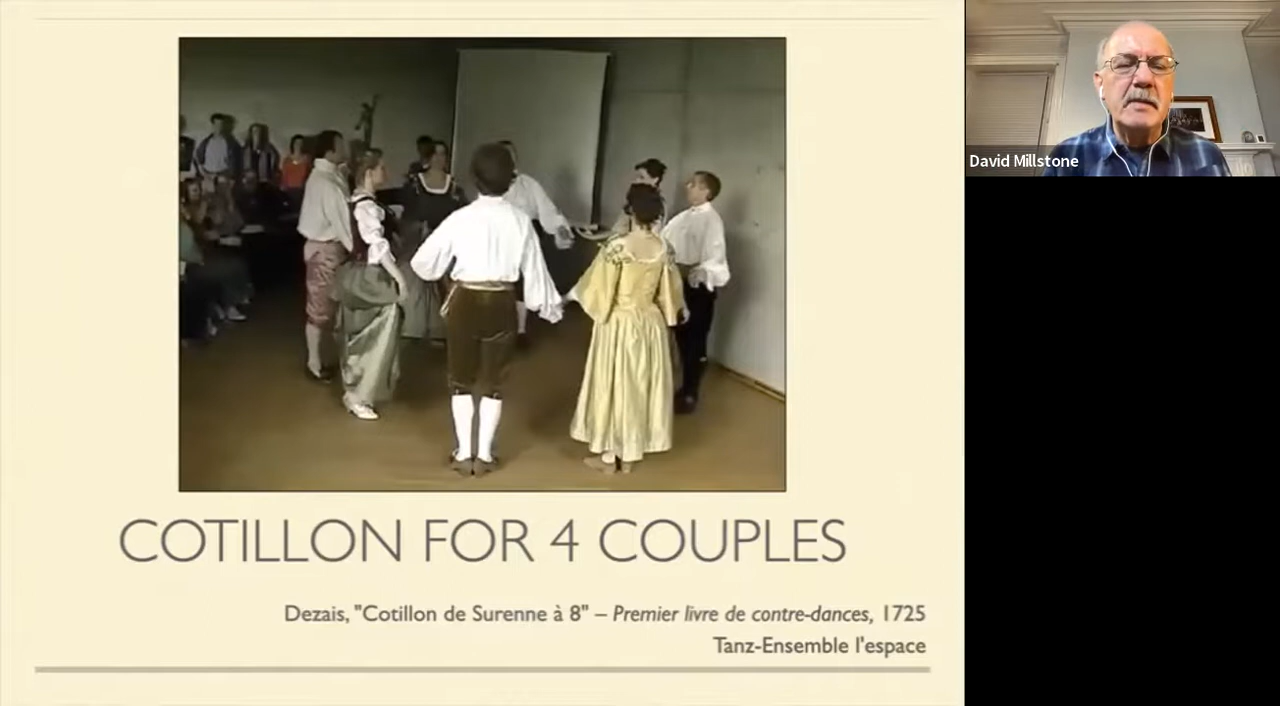 David Millstone
COTILLON FOR 4 COUPLES
Dezais, "Cotillon de Surenne à 8" – Premier livre de contre-dances, 1725
Tanz-Ensemble l'espace